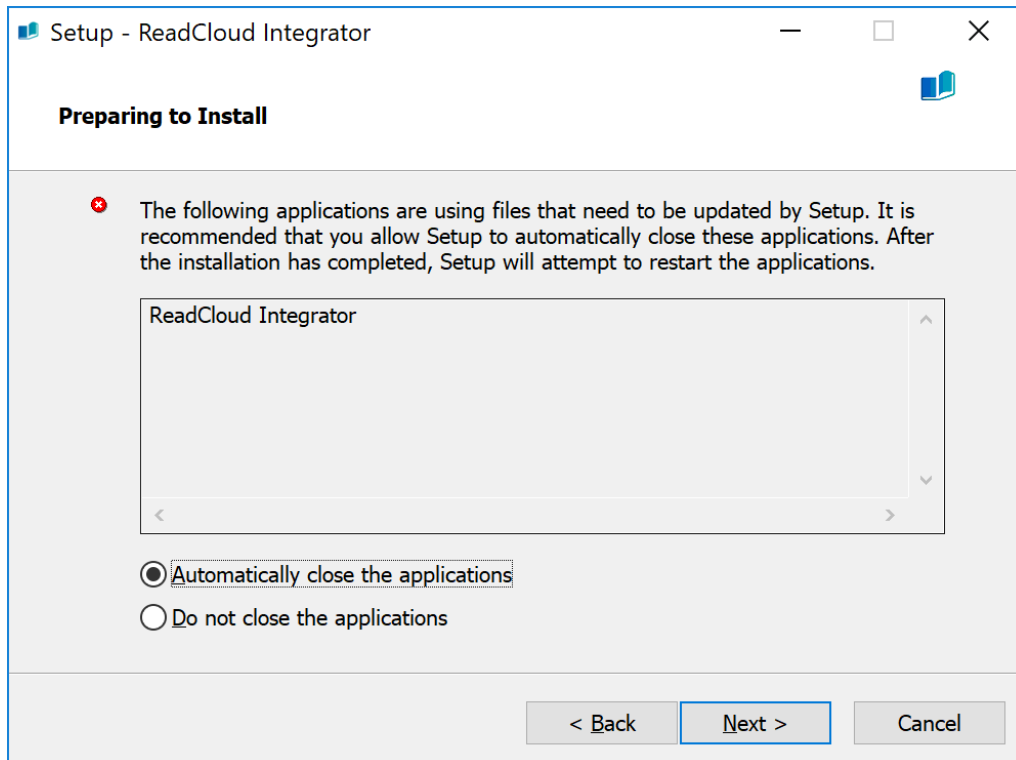 Setup - ReadCloud Integrator
Preparing to Install
The following applications are using files that need to be updated by Setup. It is
recommended that you allow Setup to automatically close these applications. After
the installation has completed, Setup will attempt to restart the applications.
ReadCloud Integrator
Automatically close the applications
Do not close the applications
< Back
Next >
Cancel